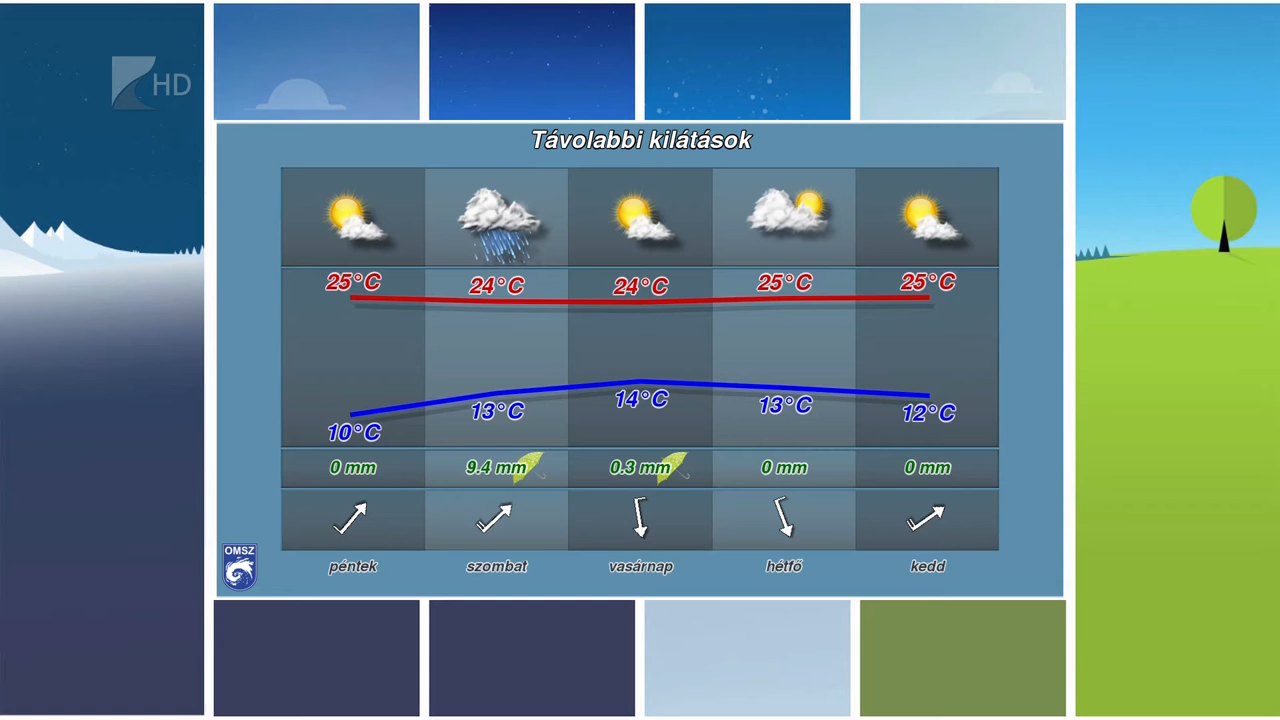 HD
Távolabbi kilátások
25°C 24°C 24°C 25°C 25°C
10°C 13°C 14°C 13°C 12°C
0 mm 9.4 mm 0.3 mm 0 mm 0 mm
OMSZ
péntek szombat vasárnap hétfő kedd